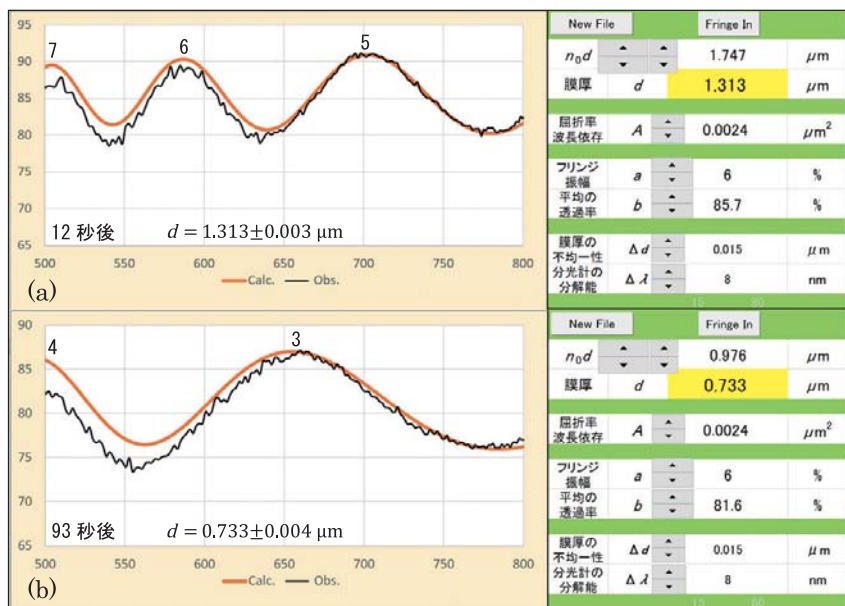 95
90
85
80
75
70
65
7
6
5
12 秒後 d = 1.313±0.003 μm
500 550 600 650 700 750 800
(a)
Calc. Obs.
New File Fringe In
n₀d 1.747 μm
膜厚 d 1.313 μm
屈折率
波長依存 A 0.0024 μm²
フリンジ
振幅 a 6 %
平均の
透過率 b 85.7 %
膜厚の
不均一性 Δd 0.015 μm
分光計の
分解能 Δλ 8 nm
15 80
90
85
80
75
70
65
4
3
93 秒後 d = 0.733±0.004 μm
500 550 600 650 700 750 800
(b)
Calc. Obs.
New File Fringe In
n₀d 0.976 μm
膜厚 d 0.733 μm
屈折率
波長依存 A 0.0024 μm²
フリンジ
振幅 a 6 %
平均の
透過率 b 81.6 %
膜厚の
不均一性 Δd 0.015 μm
分光計の
分解能 Δλ 8 nm